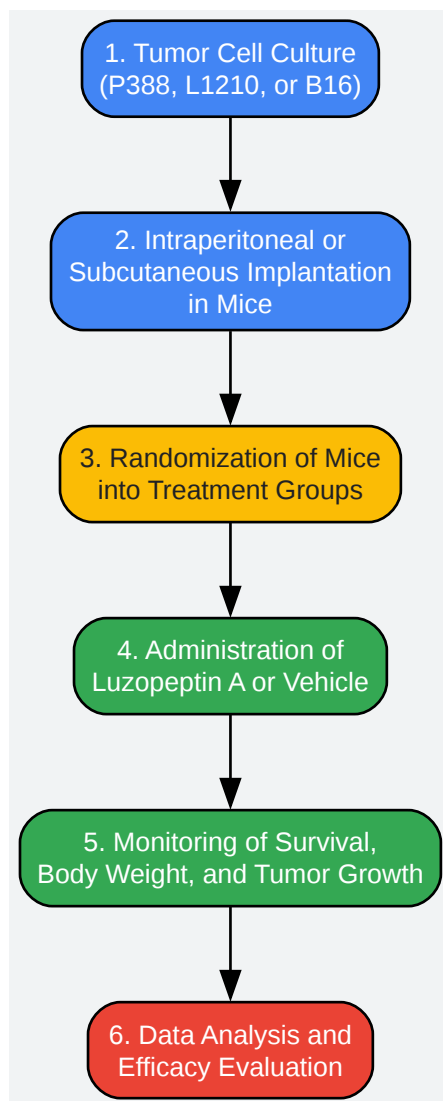 1. Tumor Cell Culture
(P388, L1210, or B16)
2. Intraperitoneal or
Subcutaneous Implantation
in Mice
3. Randomization of Mice
into Treatment Groups
4. Administration of
Luzopeptin A or Vehicle
5. Monitoring of Survival,
Body Weight, and Tumor Growth
6. Data Analysis and
Efficacy Evaluation